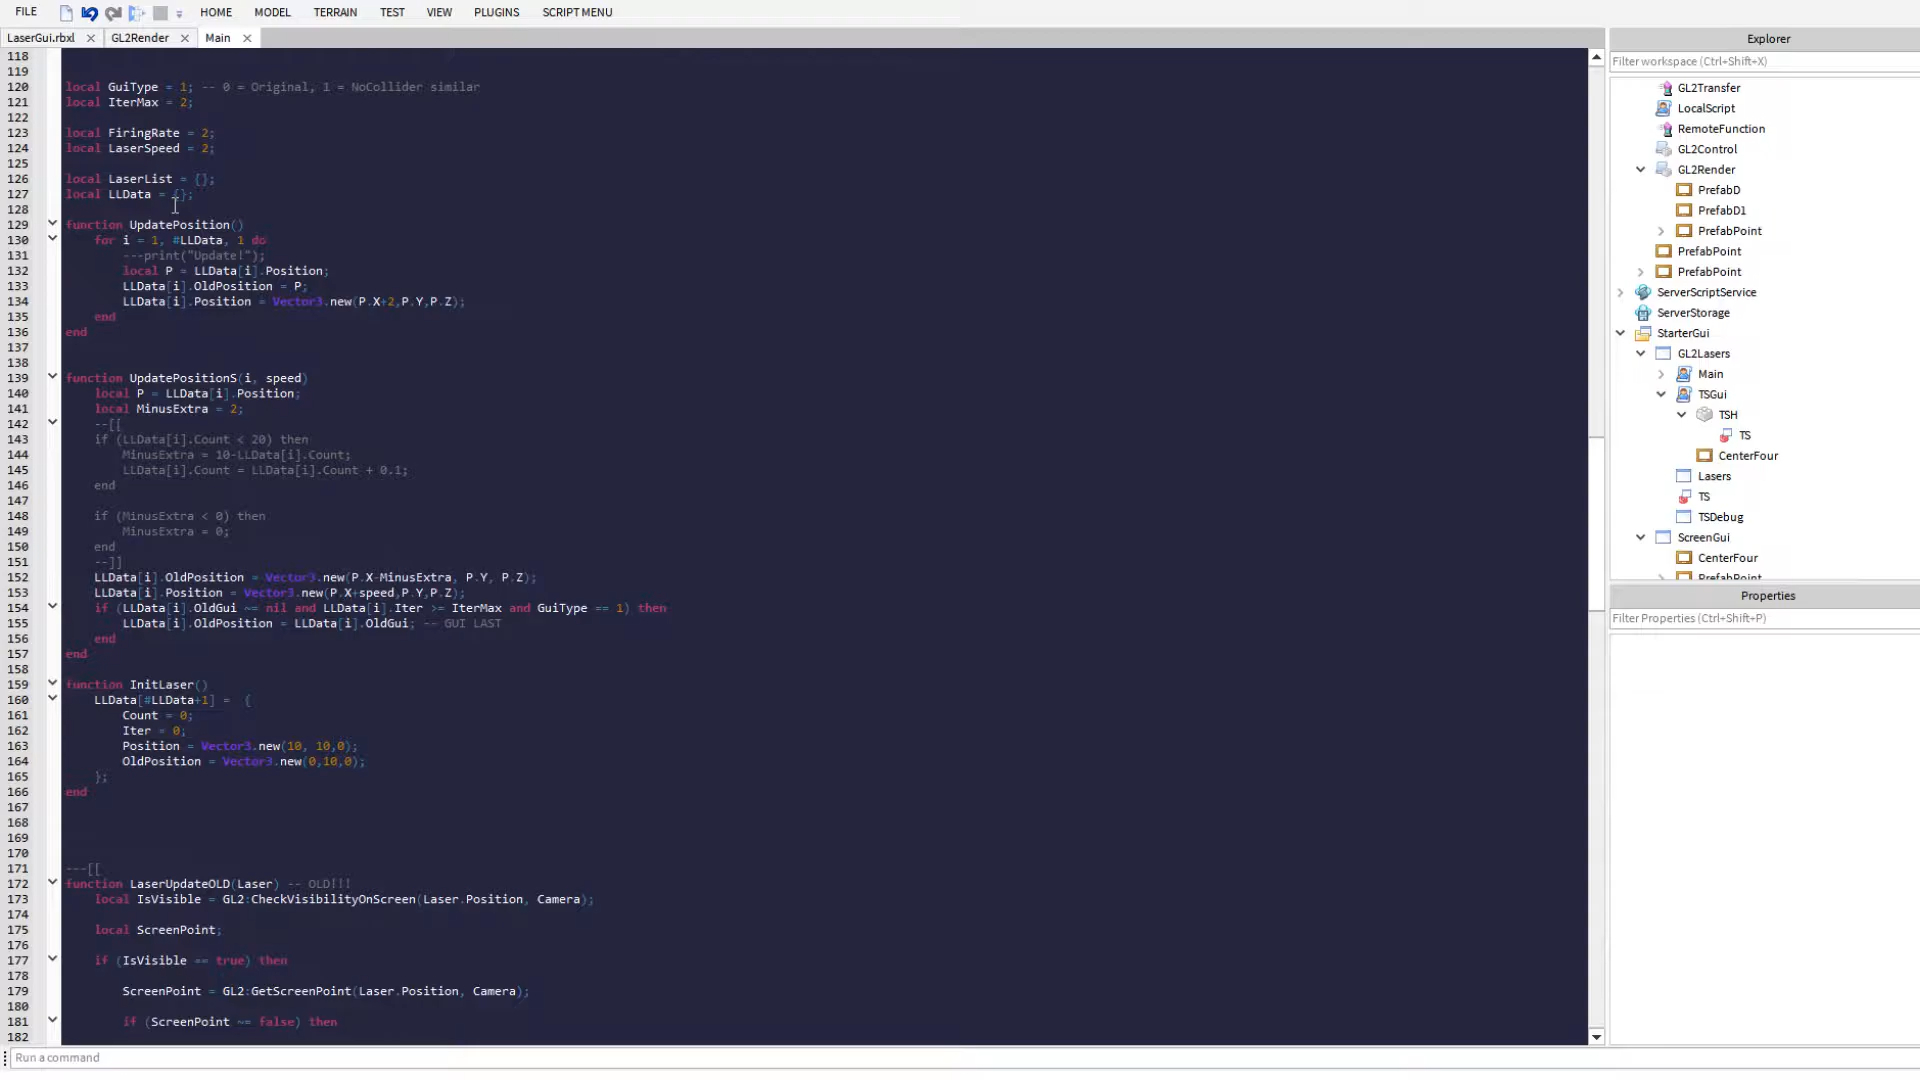 FILE HOME MODEL TERRAIN TEST VIEW PLUGINS SCRIPT MENU
LaserGui.rbxl GL2Render Main
118
119
120 local GuiType = 1; -- 0 = Original, 1 = NoCollider similar
121 local IterMax = 2;
122
123 local FiringRate = 2;
124 local LaserSpeed = 2;
125
126 local LaserList = {};
127 local LLData = {};
128
129 function UpdatePosition()
130 for i = 1, #LLData, 1 do
131 ---print("Update!");
132 local P = LLData[i].Position;
133 LLData[i].OldPosition = P;
134 LLData[i].Position = Vector3.new(P.X+2,P.Y,P.Z);
135 end
136 end
137
138
139 function UpdatePositionS(i, speed)
140 local P = LLData[i].Position;
141 local MinusExtra = 2;
142 --[[
143 if (LLData[i].Count < 20) then
144 MinusExtra = 10-LLData[i].Count;
145 LLData[i].Count = LLData[i].Count + 0.1;
146 end
147
148 if (MinusExtra < 0) then
149 MinusExtra = 0;
150 end
151 --]]
152 LLData[i].OldPosition = Vector3.new(P.X-MinusExtra, P.Y, P.Z);
153 LLData[i].Position = Vector3.new(P.X+speed,P.Y,P.Z);
154 if (LLData[i].OldGui ~= nil and LLData[i].Iter >= IterMax and GuiType == 1) then
155 LLData[i].OldPosition = LLData[i].OldGui; -- GUI LAST
156 end
157 end
158
159 function InitLaser()
160 LLData[#LLData+1] = {
161 Count = 0;
162 Iter = 0;
163 Position = Vector3.new(10, 10,0);
164 OldPosition = Vector3.new(0,10,0);
165 };
166 end
167
168
169
170
171 ---[[
172 function LaserUpdateOLD(Laser) -- OLD!!!
173 local IsVisible = GL2:CheckVisibilityOnScreen(Laser.Position, Camera);
174
175 local ScreenPoint;
176
177 if (IsVisible == true) then
178
179 ScreenPoint = GL2:GetScreenPoint(Laser.Position, Camera);
180
181 if (ScreenPoint ~= false) then
182
Run a command
Explorer
Filter workspace (Ctrl+Shift+X)
GL2Transfer
LocalScript
RemoteFunction
GL2Control
GL2Render
PrefabD
PrefabD1
PrefabPoint
PrefabPoint
PrefabPoint
ServerScriptService
ServerStorage
StarterGui
GL2Lasers
Main
TSGui
TSH
TS
CenterFour
Lasers
TS
TSDebug
ScreenGui
CenterFour
PrefabPoint
Properties
Filter Properties (Ctrl+Shift+P)